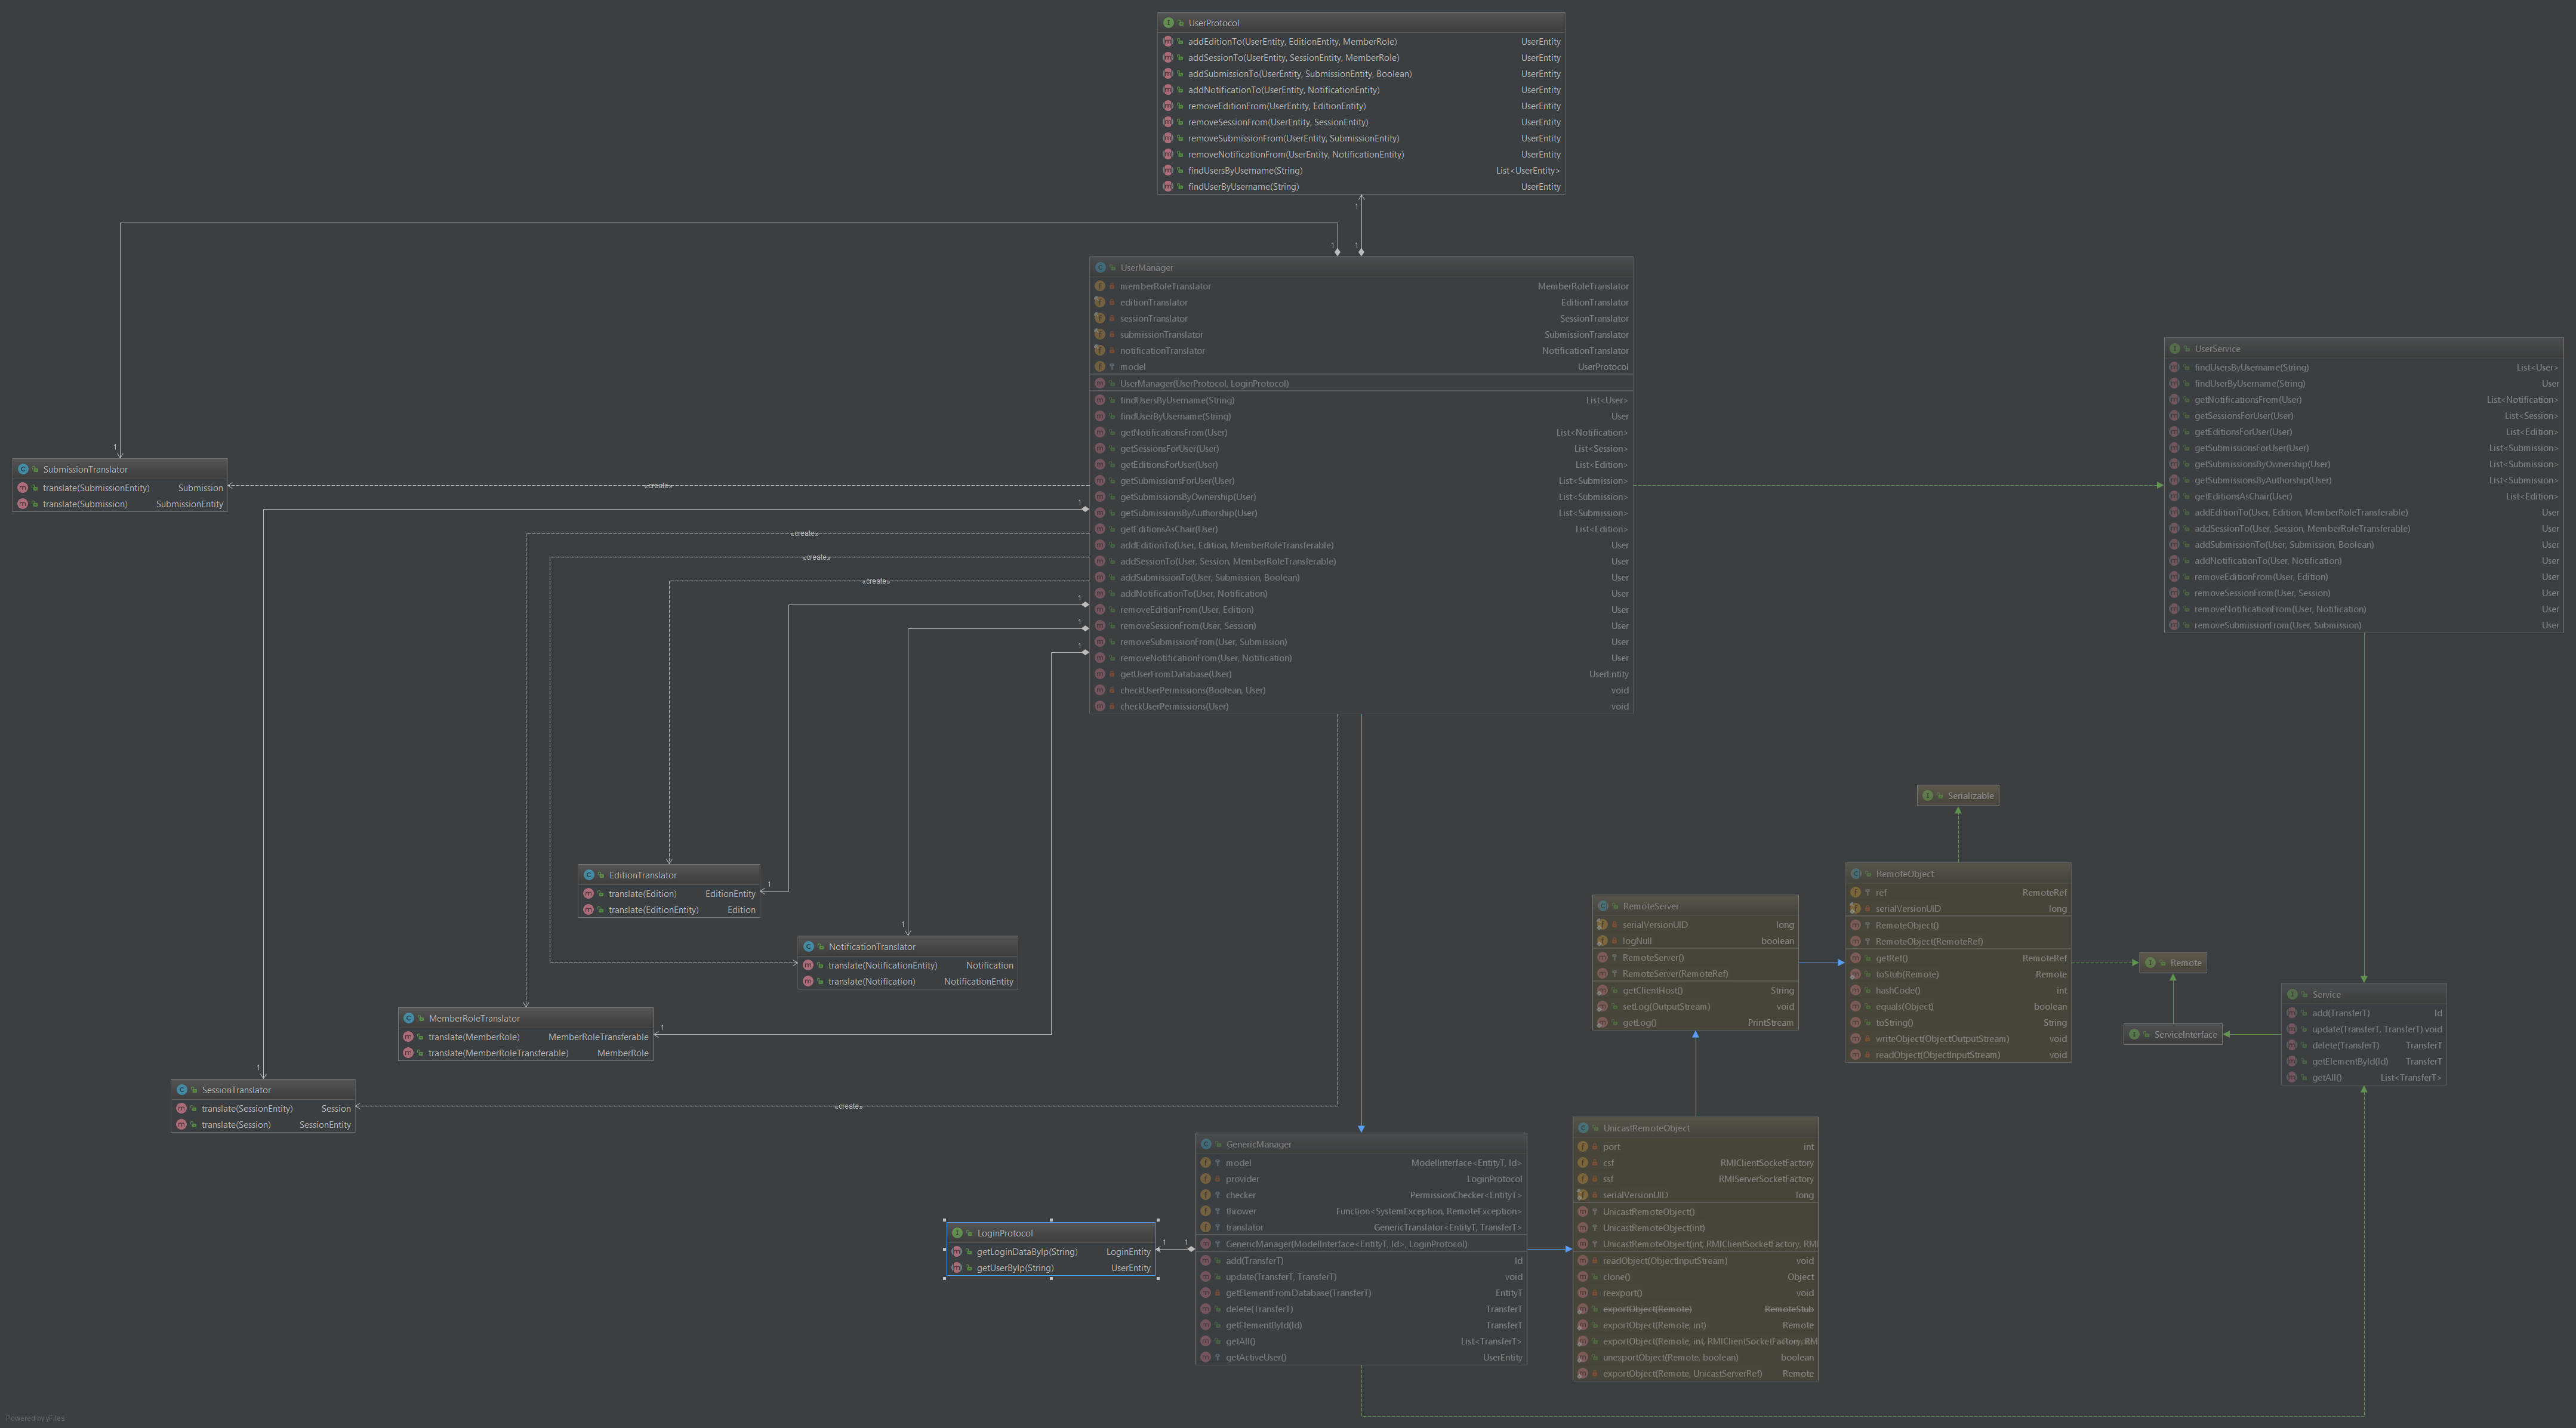 UserProtocol
addEditionTo(UserEntity, EditionEntity, MemberRole) UserEntity
addSessionTo(UserEntity, SessionEntity, MemberRole) UserEntity
addSubmissionTo(UserEntity, SubmissionEntity, Boolean) UserEntity
addNotificationTo(UserEntity, NotificationEntity) UserEntity
removeEditionFrom(UserEntity, EditionEntity) UserEntity
removeSessionFrom(UserEntity, SessionEntity) UserEntity
removeSubmissionFrom(UserEntity, SubmissionEntity) UserEntity
removeNotificationFrom(UserEntity, NotificationEntity) UserEntity
findUsersByUsername(String) List<UserEntity>
findUserByUsername(String) UserEntity
1
1 1
UserManager
memberRoleTranslator MemberRoleTranslator
editionTranslator EditionTranslator
sessionTranslator SessionTranslator
submissionTranslator SubmissionTranslator
notificationTranslator NotificationTranslator
model UserProtocol
UserManager(UserProtocol, LoginProtocol)
findUsersByUsername(String) List<User>
findUserByUsername(String) User
getNotificationsFrom(User) List<Notification>
getSessionsForUser(User) List<Session>
getEditionsForUser(User) List<Edition>
getSubmissionsForUser(User) List<Submission>
getSubmissionsByOwnership(User) List<Submission>
getSubmissionsByAuthorship(User) List<Submission>
getEditionsAsChair(User) List<Edition>
addEditionTo(User, Edition, MemberRoleTransferable) User
addSessionTo(User, Session, MemberRoleTransferable) User
addSubmissionTo(User, Submission, Boolean) User
addNotificationTo(User, Notification) User
removeEditionFrom(User, Edition) User
removeSessionFrom(User, Session) User
removeSubmissionFrom(User, Submission) User
removeNotificationFrom(User, Notification) User
getUserFromDatabase(User) UserEntity
checkUserPermissions(Boolean, User) void
checkUserPermissions(User) void
UserService
findUsersByUsername(String) List<User>
findUserByUsername(String) User
getNotificationsFrom(User) List<Notification>
getSessionsForUser(User) List<Session>
getEditionsForUser(User) List<Edition>
getSubmissionsForUser(User) List<Submission>
getSubmissionsByOwnership(User) List<Submission>
getSubmissionsByAuthorship(User) List<Submission>
getEditionsAsChair(User) List<Edition>
addEditionTo(User, Edition, MemberRoleTransferable) User
addSessionTo(User, Session, MemberRoleTransferable) User
addSubmissionTo(User, Submission, Boolean) User
addNotificationTo(User, Notification) User
removeEditionFrom(User, Edition) User
removeSessionFrom(User, Session) User
removeNotificationFrom(User, Notification) User
removeSubmissionFrom(User, Submission) User
1
SubmissionTranslator
translate(SubmissionEntity) Submission
translate(Submission) SubmissionEntity
«create»
1
«create»
«create»
«create»
1
1
1
Serializable
EditionTranslator
translate(Edition) EditionEntity
translate(EditionEntity) Edition
1
1
NotificationTranslator
translate(NotificationEntity) Notification
translate(Notification) NotificationEntity
MemberRoleTranslator
translate(MemberRole) MemberRoleTransferable
translate(MemberRoleTransferable) MemberRole
1
1
SessionTranslator
translate(SessionEntity) Session
translate(Session) SessionEntity
«create»
RemoteServer
serialVersionUID long
logNull boolean
RemoteServer()
RemoteServer(RemoteRef)
getClientHost() String
setLog(OutputStream) void
getLog() PrintStream
RemoteObject
ref RemoteRef
serialVersionUID long
RemoteObject()
RemoteObject(RemoteRef)
getRef() RemoteRef
toStub(Remote) Remote
hashCode() int
equals(Object) boolean
toString() String
writeObject(ObjectOutputStream) void
readObject(ObjectInputStream) void
Remote
ServiceInterface
Service
add(TransferT) Id
update(TransferT, TransferT) void
delete(TransferT) TransferT
getElementById(Id) TransferT
getAll() List<TransferT>
LoginProtocol
getLoginDataByIp(String) LoginEntity
getUserByIp(String) UserEntity
1 1
GenericManager
model ModelInterface<EntityT, Id>
provider LoginProtocol
checker PermissionChecker<EntityT>
thrower Function<SystemException, RemoteException>
translator GenericTranslator<EntityT, TransferT>
GenericManager(ModelInterface<EntityT, Id>, LoginProtocol)
add(TransferT) Id
update(TransferT, TransferT) void
getElementFromDatabase(TransferT) EntityT
delete(TransferT) TransferT
getElementById(Id) TransferT
getAll() List<TransferT>
getActiveUser() UserEntity
UnicastRemoteObject
port int
csf RMIClientSocketFactory
ssf RMIServerSocketFactory
serialVersionUID long
UnicastRemoteObject()
UnicastRemoteObject(int)
UnicastRemoteObject(int, RMIClientSocketFactory, RMI
readObject(ObjectInputStream) void
clone() Object
reexport() void
exportObject(Remote) RemoteStub
exportObject(Remote, int) Remote
exportObject(Remote, int, RMIClientSocketFactory, RM
unexportObject(Remote, boolean) boolean
exportObject(Remote, UnicastServerRef) Remote
Powered by yFiles